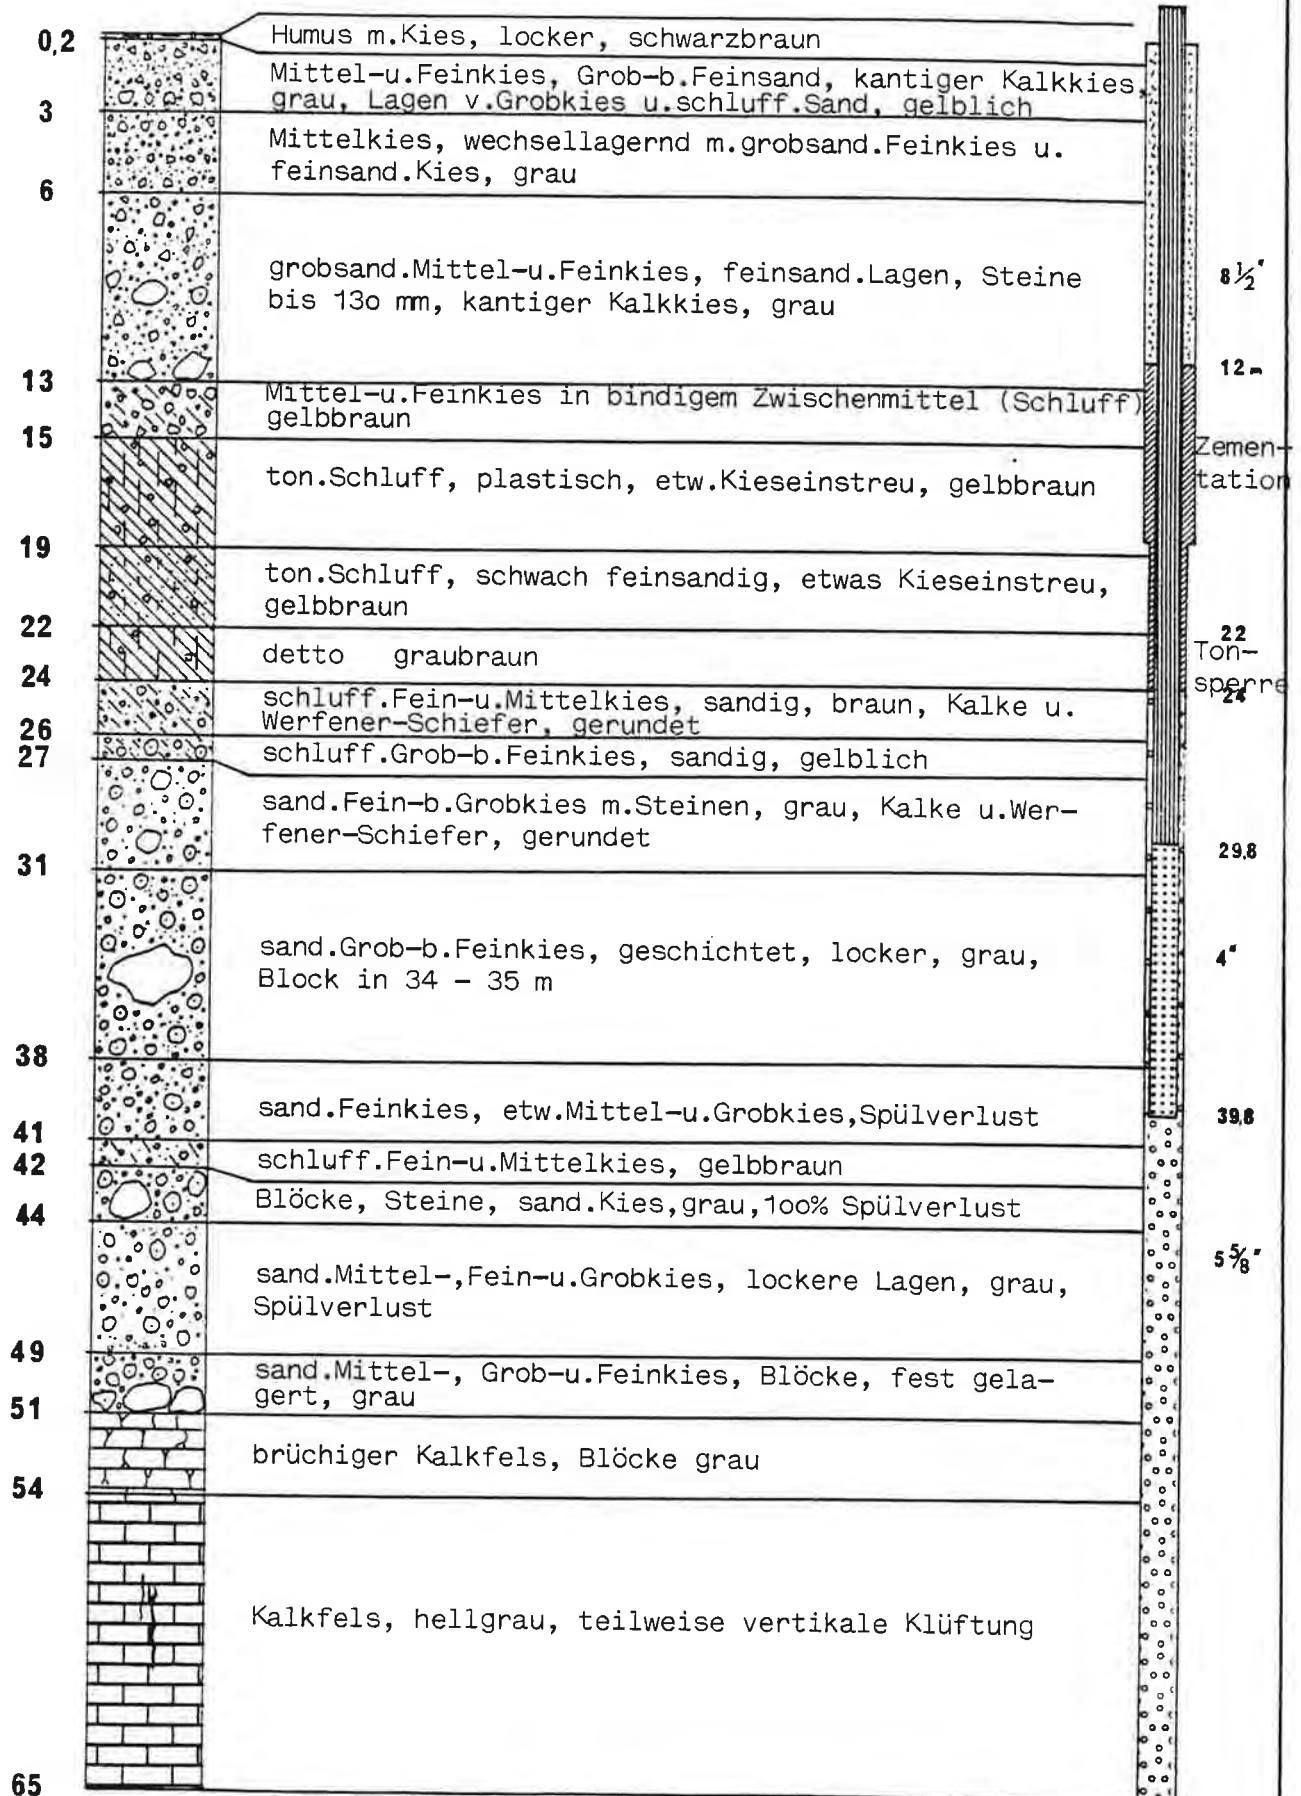 0,2
Humus m.Kies, locker, schwarzbraun
Mittel-u.Feinkies, Grob-b.Feinsand, kantiger Kalkkies,
grau, Lagen v.Grobkies u.schluff.Sand, gelblich
3
Mittelkies, wechsellagernd m.grobsand.Feinkies u.
feinsand.Kies, grau
6
grobsand.Mittel-u.Feinkies, feinsand.Lagen, Steine
bis 13o mm, kantiger Kalkkies, grau
8 1/2"
12 m
13
Mittel-u.Feinkies in bindigem Zwischenmittel (Schluff)
gelbbraun
15
Zemen-
tation
ton.Schluff, plastisch, etw.Kieseinstreu, gelbbraun
19
ton.Schluff, schwach feinsandig, etwas Kieseinstreu,
gelbbraun
22
22
detto graubraun
Ton-
sperre
24
24
schluff.Fein-u.Mittelkies, sandig, braun, Kalke u.
Werfener-Schiefer, gerundet
26
schluff.Grob-b.Feinkies, sandig, gelblich
27
sand.Fein-b.Grobkies m.Steinen, grau, Kalke u.Wer-
fener-Schiefer, gerundet
29,8
31
sand.Grob-b.Feinkies, geschichtet, locker, grau,
Block in 34 - 35 m
4"
38
sand.Feinkies, etw.Mittel-u.Grobkies,Spülverlust
39,8
41
schluff.Fein-u.Mittelkies, gelbbraun
42
Blöcke, Steine, sand.Kies,grau,1oo% Spülverlust
44
sand.Mittel-,Fein-u.Grobkies, lockere Lagen, grau,
Spülverlust
5 5/8"
49
sand.Mittel-, Grob-u.Feinkies, Blöcke, fest gela-
gert, grau
51
brüchiger Kalkfels, Blöcke grau
54
Kalkfels, hellgrau, teilweise vertikale Klüftung
65